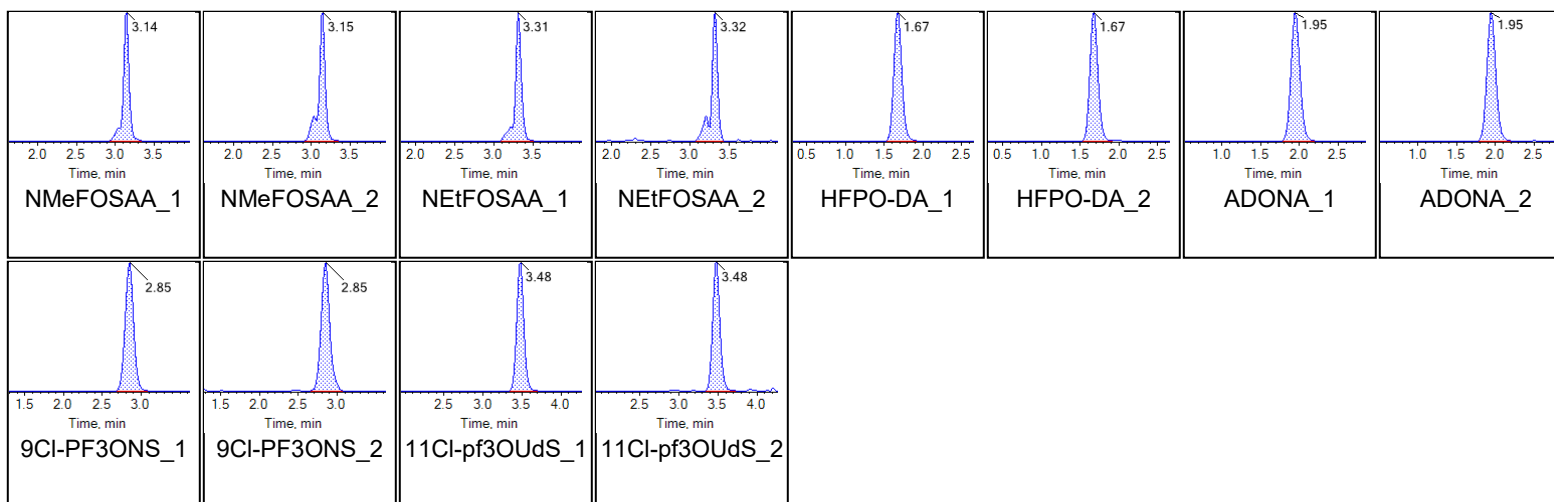 3.14
2.0 2.5 3.0 3.5
Time, min
NMeFOSAA_1
3.15
2.0 2.5 3.0 3.5
Time, min
NMeFOSAA_2
3.31
2.0 2.5 3.0 3.5
Time, min
NEtFOSAA_1
3.32
2.0 2.5 3.0 3.5
Time, min
NEtFOSAA_2
1.67
0.5 1.0 1.5 2.0 2.5
Time, min
HFPO-DA_1
1.67
0.5 1.0 1.5 2.0 2.5
Time, min
HFPO-DA_2
1.95
1.0 1.5 2.0 2.5
Time, min
ADONA_1
1.95
1.0 1.5 2.0 2.5
Time, min
ADONA_2
2.85
1.5 2.0 2.5 3.0
Time, min
9Cl-PF3ONS_1
2.85
1.5 2.0 2.5 3.0
Time, min
9Cl-PF3ONS_2
3.48
2.5 3.0 3.5 4.0
Time, min
11Cl-pf3OUdS_1
3.48
2.5 3.0 3.5 4.0
Time, min
11Cl-pf3OUdS_2